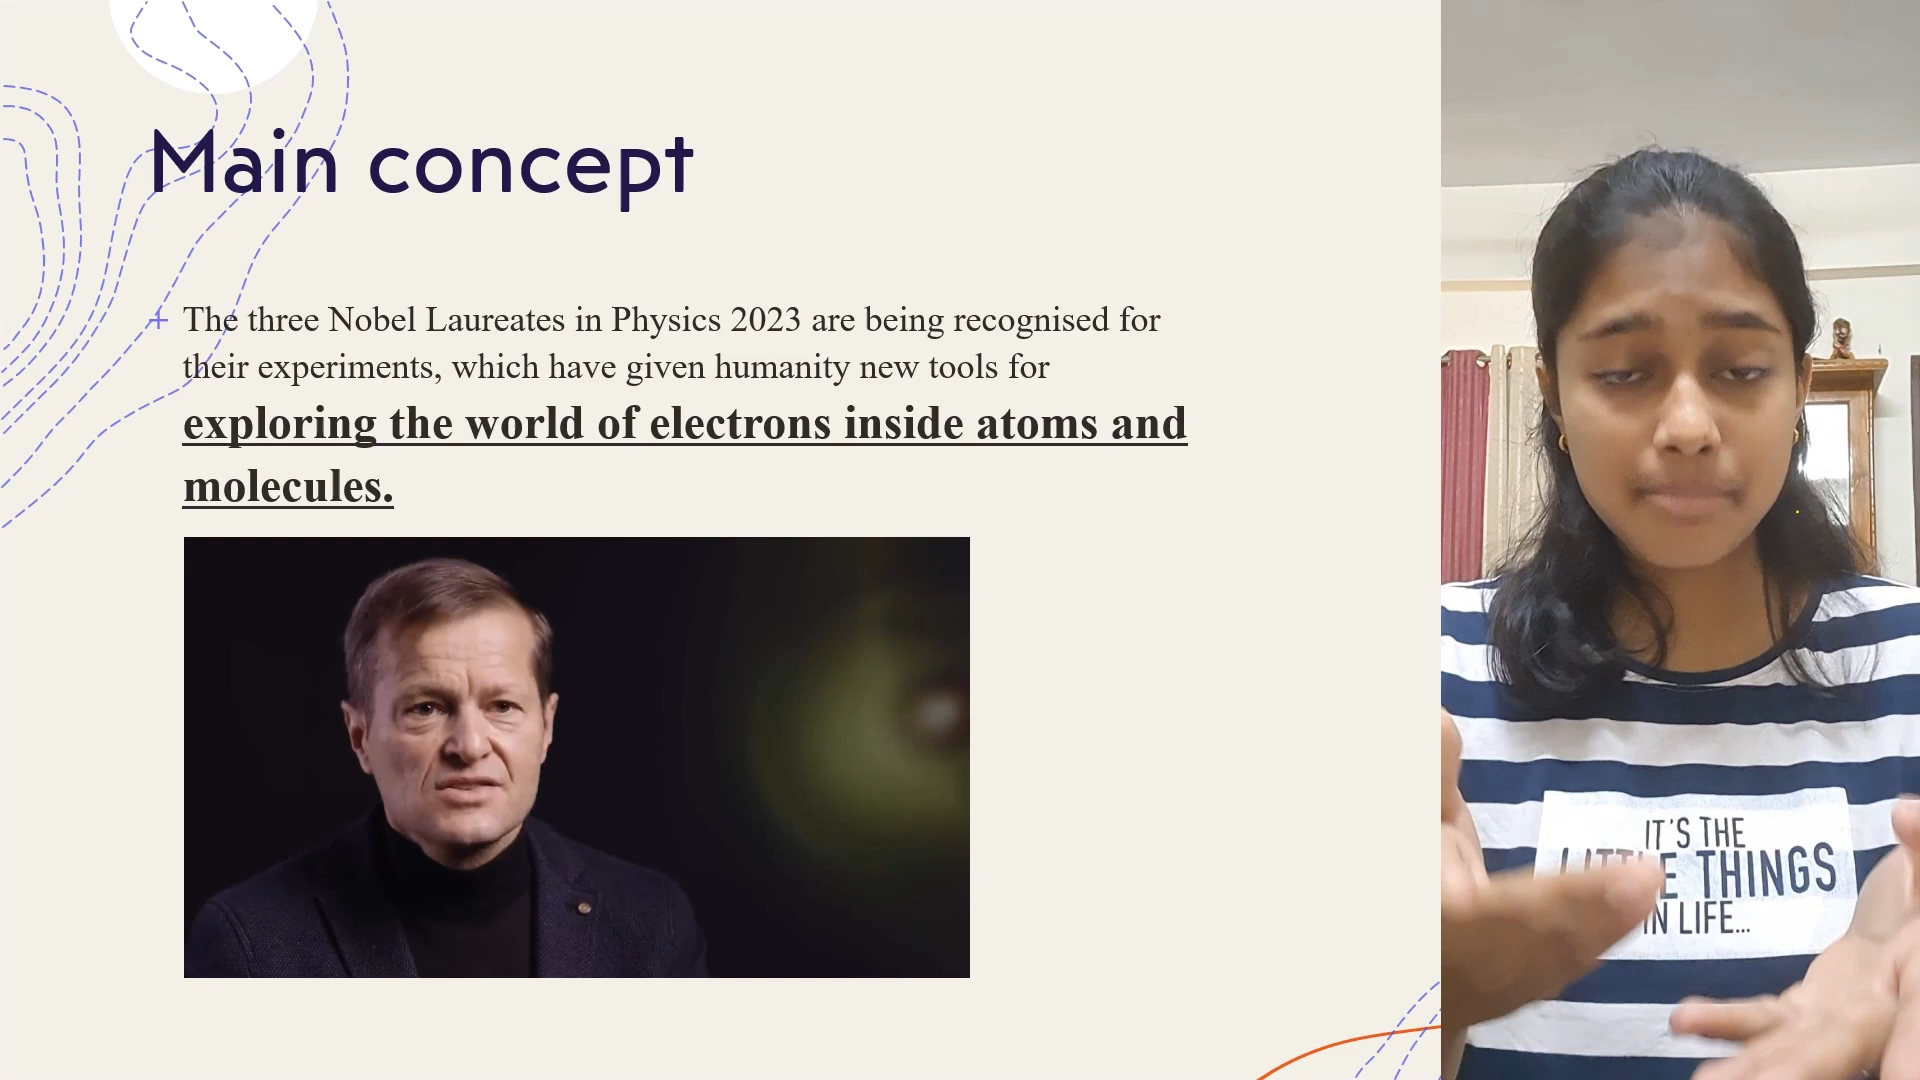 Main concept
+ The three Nobel Laureates in Physics 2023 are being recognised for
their experiments, which have given humanity new tools for
exploring the world of electrons inside atoms and
molecules.
IT'S THE
LITTLE THINGS
IN LIFE...